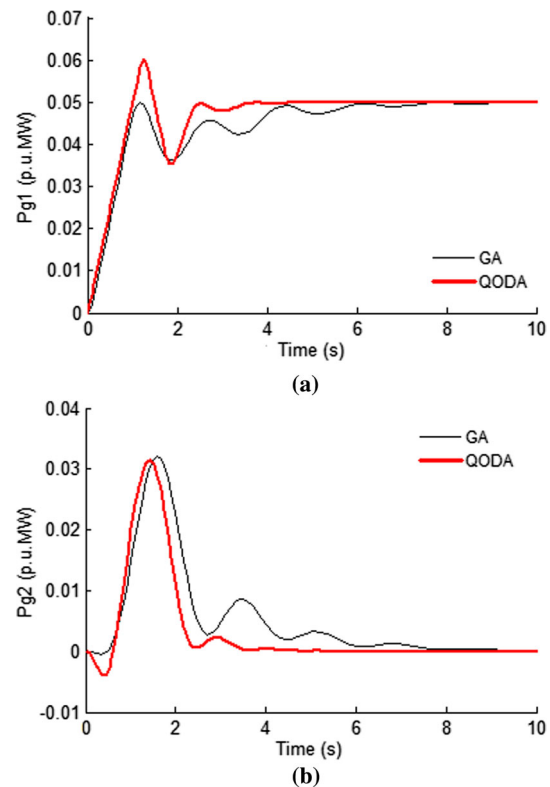 0.07
0.06
0.05
0.04
0.03
0.02
0.01
0
Pg1 (p.u.MW)
GA
QODA
0 2 4 6 8 10
Time (s)
(a)
0.04
0.03
0.02
0.01
0
-0.01
Pg2 (p.u.MW)
GA
QODA
0 2 4 6 8 10
Time (s)
(b)